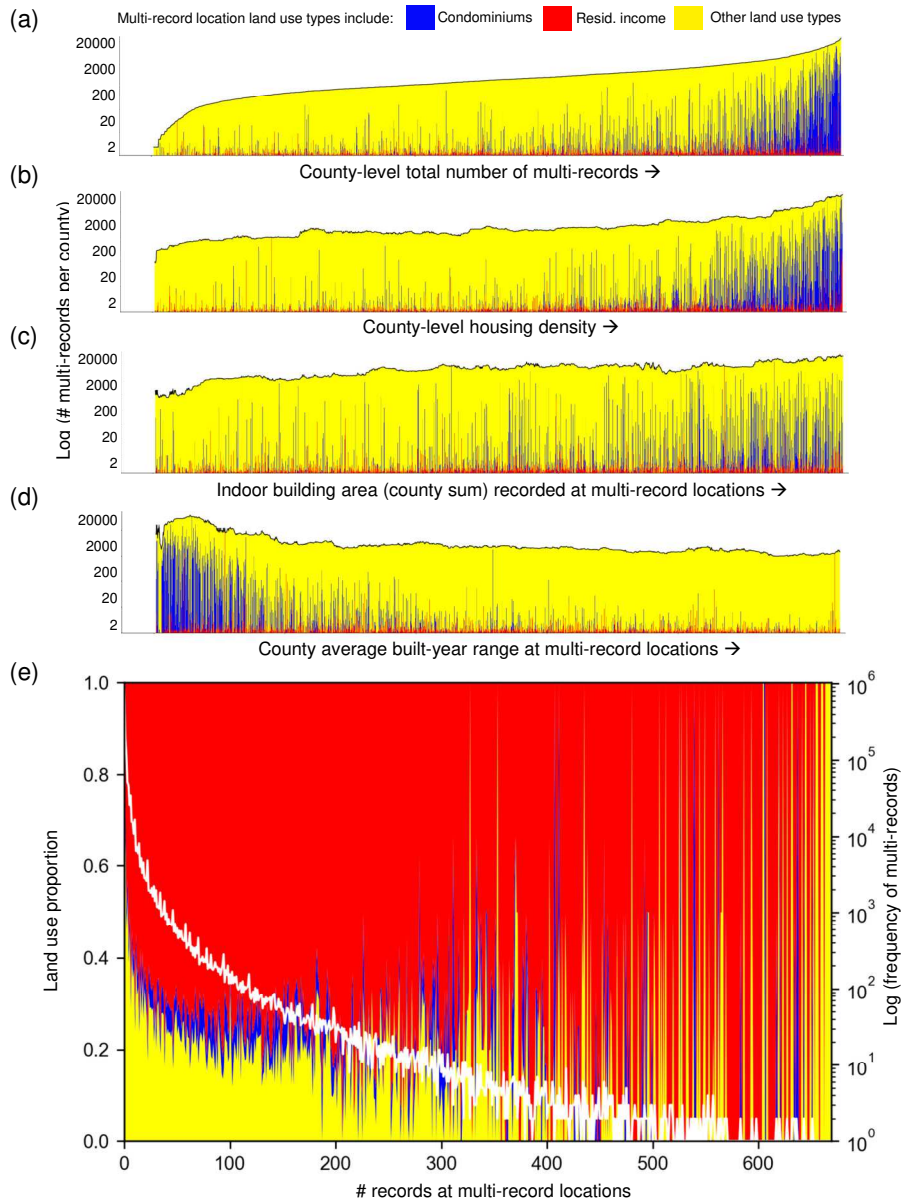 (a)
Multi-record location land use types include: Condominiums Resid. income Other land use types
20000
2000
200
20
2
County-level total number of multi-records →
(b)
20000
2000
200
20
2
County-level housing density →
Log (# multi-records per county)
(c)
20000
2000
200
20
2
Indoor building area (county sum) recorded at multi-record locations →
(d)
20000
2000
200
20
2
County average built-year range at multi-record locations →
(e)
1.0
0.8
0.6
0.4
0.2
0.0
Land use proportion
10⁶
10⁵
10⁴
10³
10²
10¹
10⁰
Log (frequency of multi-records)
0 100 200 300 400 500 600
# records at multi-record locations